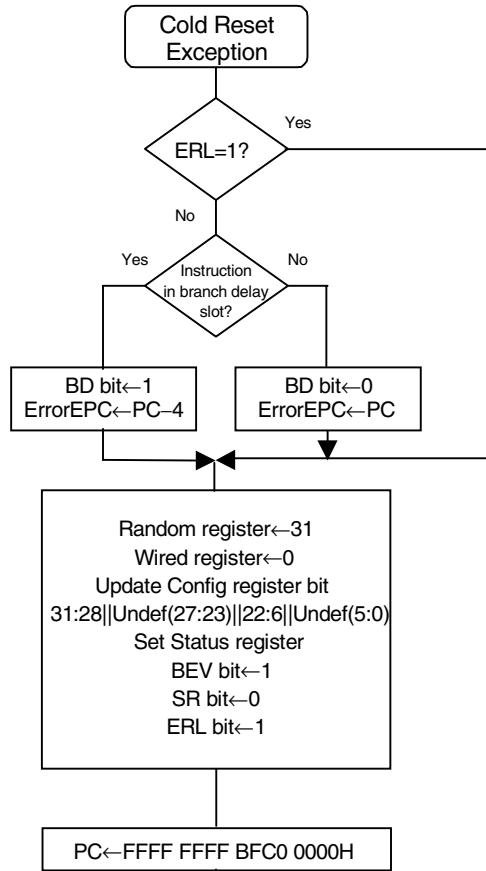 Cold Reset
Exception
Yes
ERL=1?
No
Yes
No
Instruction
in branch delay
slot?
BD bit←1
ErrorEPC←PC–4
BD bit←0
ErrorEPC←PC
Random register←31
Wired register←0
Update Config register bit
31:28||Undef(27:23)||22:6||Undef(5:0)
Set Status register
BEV bit←1
SR bit←0
ERL bit←1
PC←FFFF FFFF BFC0 0000H